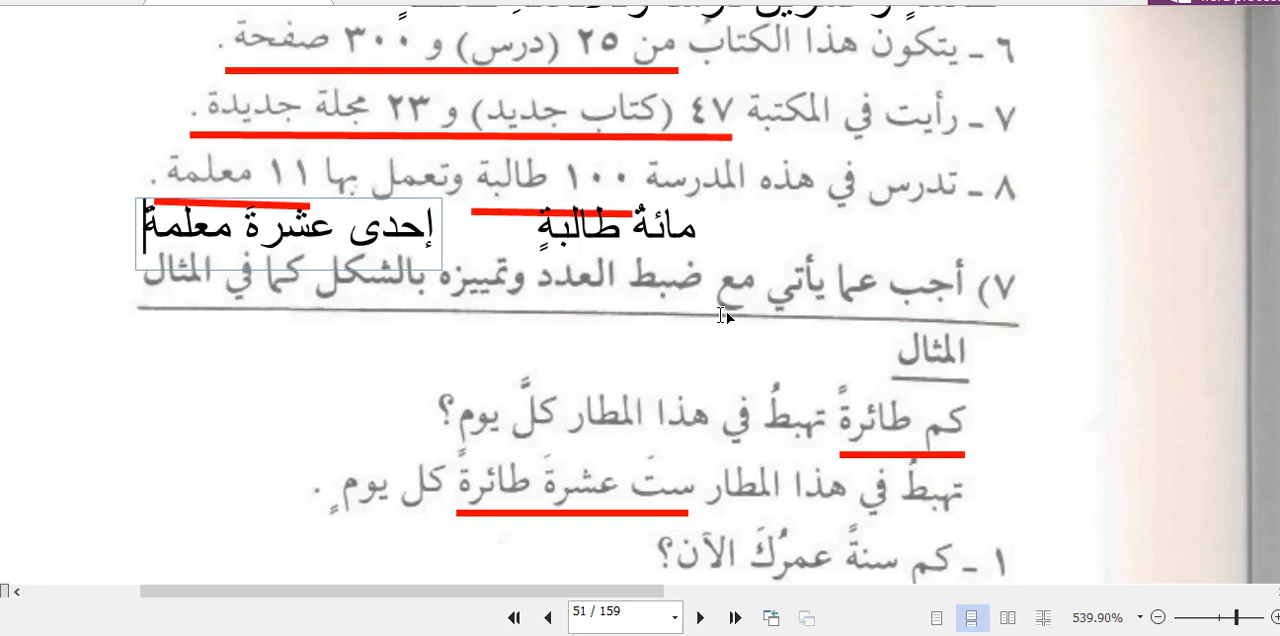 ٦ ـ يتكون هذا الكتابُ من ٢٥ (درس) و ٣٠٠ صفحة .
٧ ـ رأيت في المكتبة ٤٧ (كتاب جديد) و ٢٣ مجلة جديدة .
٨ ـ تدرس في هذه المدرسة ١٠٠ طالبة وتعمل بها ١١ معلمة .
مائةُ طالبةٍ إحدى عشرةَ معلمةً
٧) أجب عما يأتي مع ضبط العدد وتمييزه بالشكل كما في المثال
المثال
كم طائرةً تهبطُ في هذا المطار كلَّ يومٍ؟
تهبطُ في هذا المطار ستَ عشرةَ طائرةً كل يومٍ .
١ ـ كم سنةً عمرُكَ الآن؟
51 / 159
539.90%